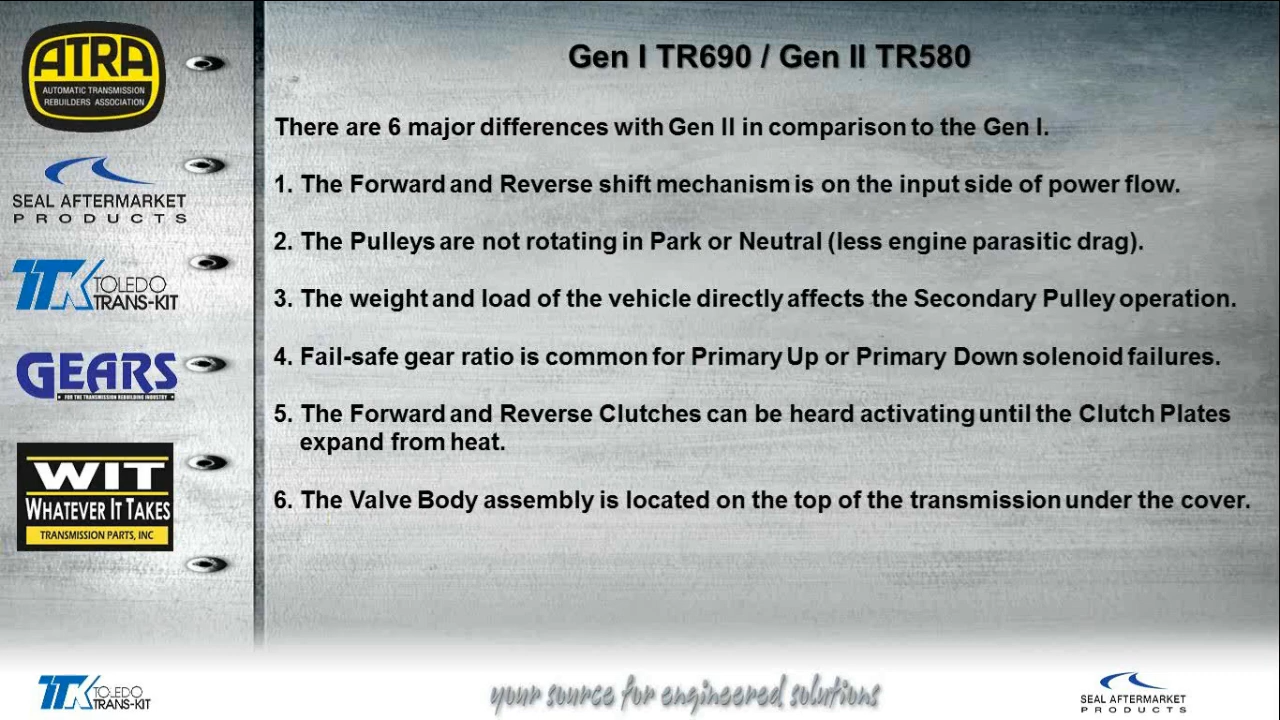 ATRA
AUTOMATIC TRANSMISSION
REBUILDERS ASSOCIATION
SEAL AFTERMARKET
PRODUCTS
TTK TOLEDO
TRANS-KIT
GEARS
FOR THE TRANSMISSION REBUILDING INDUSTRY
WIT
WHATEVER IT TAKES
TRANSMISSION PARTS, INC
Gen I TR690 / Gen II TR580
There are 6 major differences with Gen II in comparison to the Gen I.
1. The Forward and Reverse shift mechanism is on the input side of power flow.
2. The Pulleys are not rotating in Park or Neutral (less engine parasitic drag).
3. The weight and load of the vehicle directly affects the Secondary Pulley operation.
4. Fail-safe gear ratio is common for Primary Up or Primary Down solenoid failures.
5. The Forward and Reverse Clutches can be heard activating until the Clutch Plates
expand from heat.
6. The Valve Body assembly is located on the top of the transmission under the cover.
TTK TOLEDO
TRANS-KIT
your source for engineered solutions
SEAL AFTERMARKET
PRODUCTS